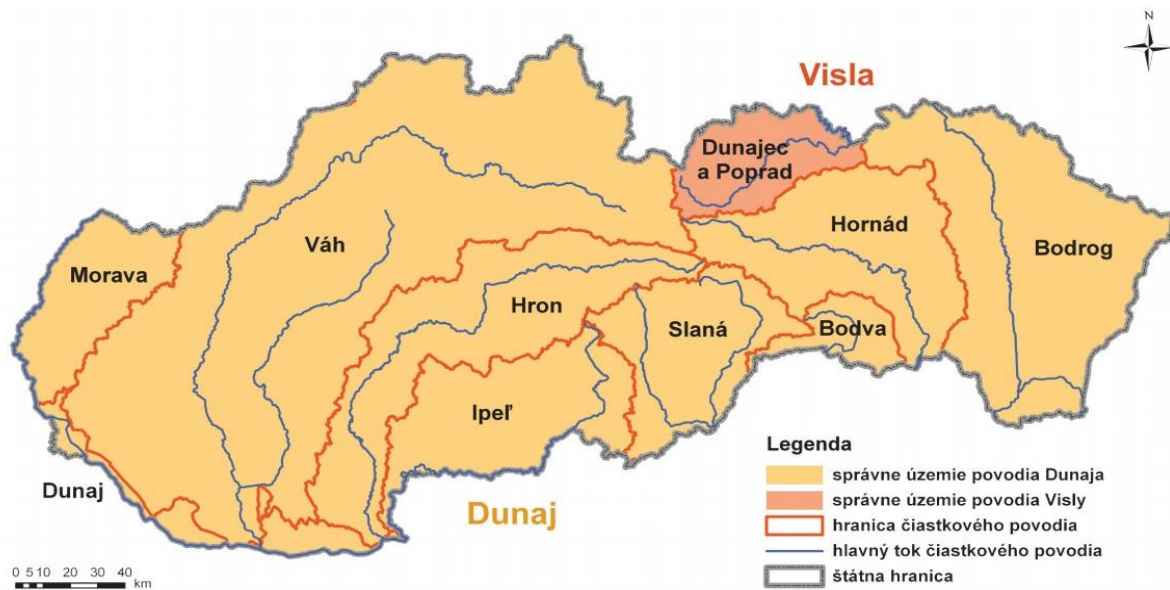 N
Visla
Dunajec
a Poprad
Hornád
Bodrog
Váh
Morava
Hron
Slaná
Bodva
Ipeľ
Dunaj
Dunaj
Legenda
správne územie povodia Dunaja
správne územie povodia Visly
hranica čiastkového povodia
hlavný tok čiastkového povodia
štátna hranica
0 5 10 20 30 40
km